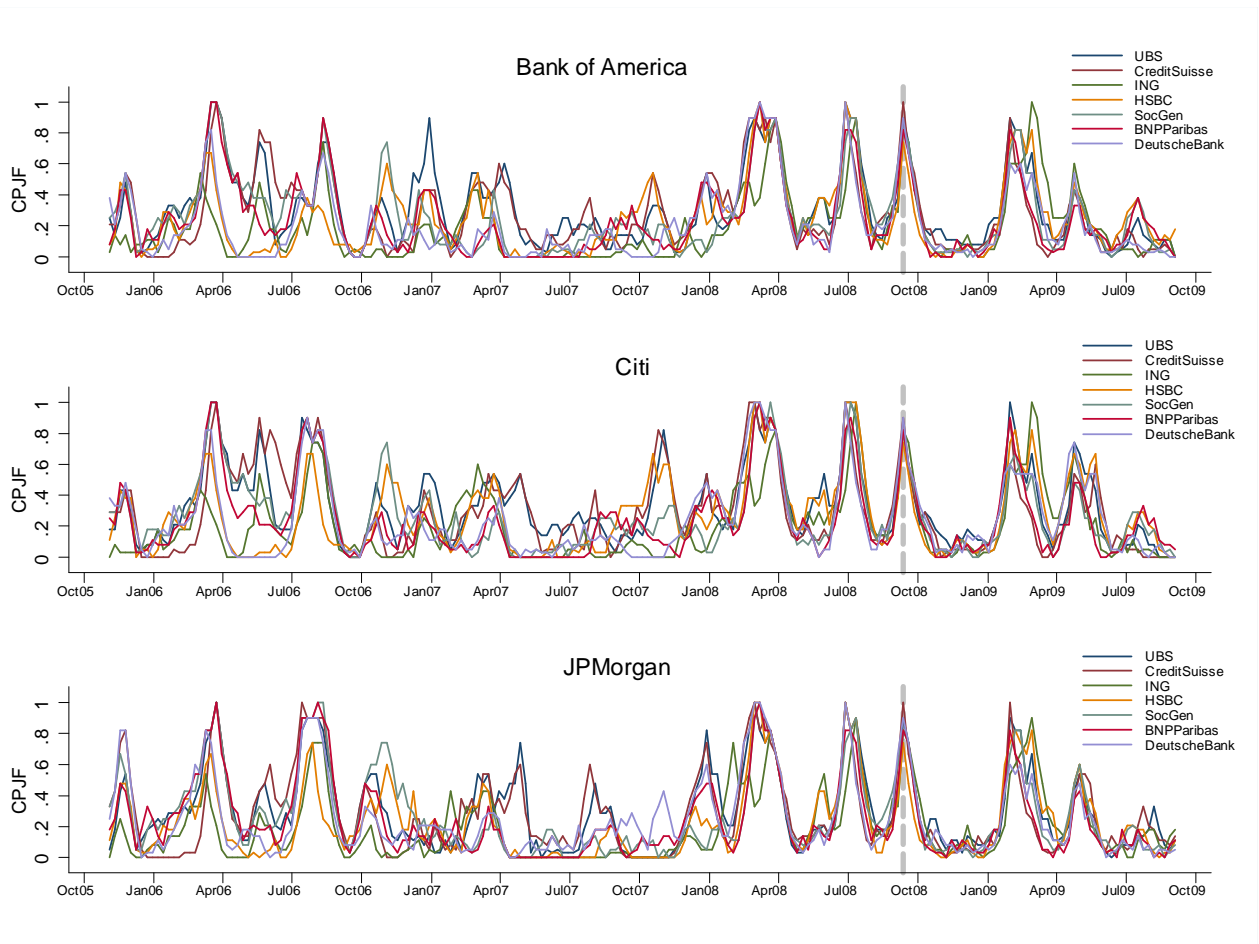 Bank of America
UBS
CreditSuisse
ING
HSBC
SocGen
BNPParibas
DeutscheBank
CPJF
0 .2 .4 .6 .8 1
Oct05 Jan06 Apr06 Jul06 Oct06 Jan07 Apr07 Jul07 Oct07 Jan08 Apr08 Jul08 Oct08 Jan09 Apr09 Jul09 Oct09
Citi
UBS
CreditSuisse
ING
HSBC
SocGen
BNPParibas
DeutscheBank
CPJF
0 .2 .4 .6 .8 1
Oct05 Jan06 Apr06 Jul06 Oct06 Jan07 Apr07 Jul07 Oct07 Jan08 Apr08 Jul08 Oct08 Jan09 Apr09 Jul09 Oct09
JPMorgan
UBS
CreditSuisse
ING
HSBC
SocGen
BNPParibas
DeutscheBank
CPJF
0 .2 .4 .6 .8 1
Oct05 Jan06 Apr06 Jul06 Oct06 Jan07 Apr07 Jul07 Oct07 Jan08 Apr08 Jul08 Oct08 Jan09 Apr09 Jul09 Oct09